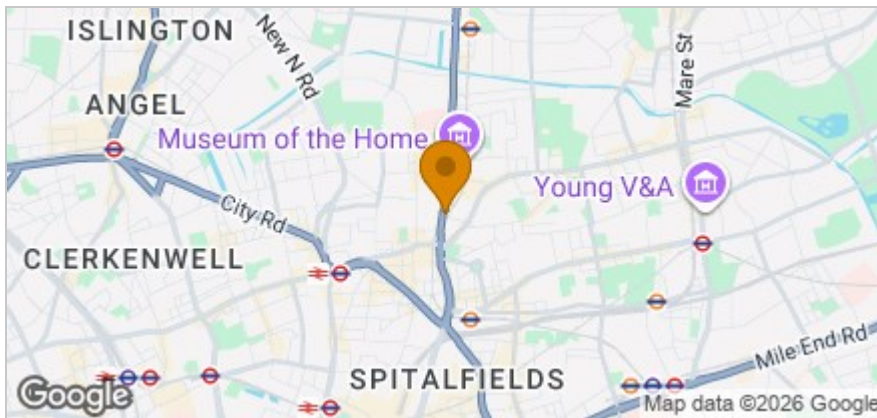 ISLINGTON
New N Rd
Mare St
ANGEL
Museum of the Home
Young V&A
City Rd
CLERKENWELL
Mile End Rd
SPITALFIELDS
Google
Map data ©2026 Google